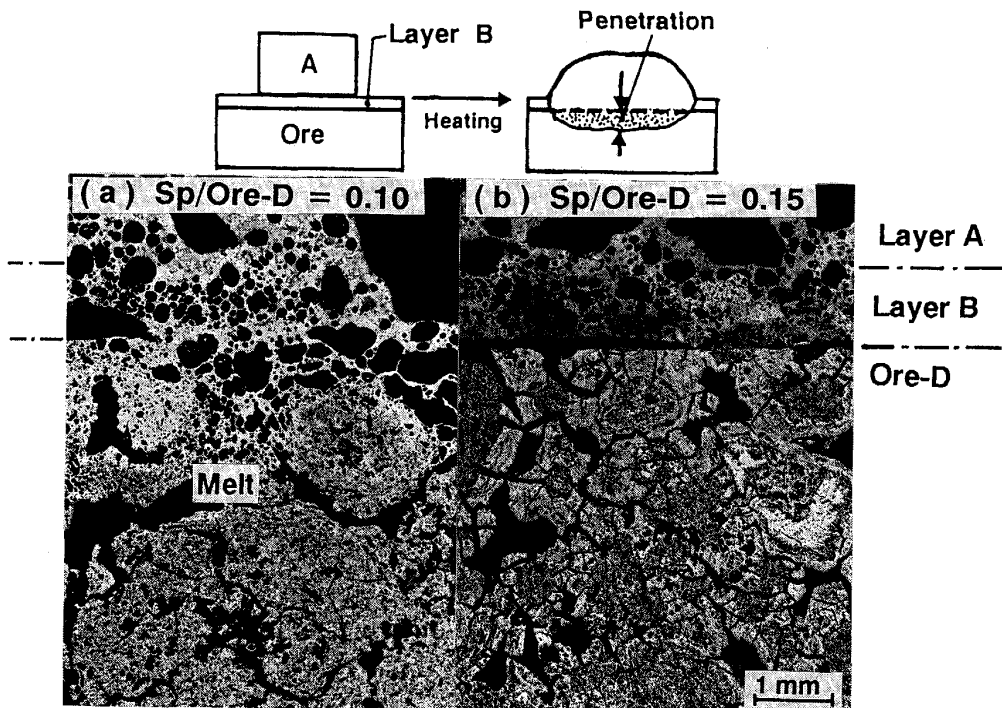 Penetration
Layer B
A
Heating
Ore
(a) Sp/Ore-D = 0.10
(b) Sp/Ore-D = 0.15
Layer A
Layer B
Ore-D
Melt
1 mm